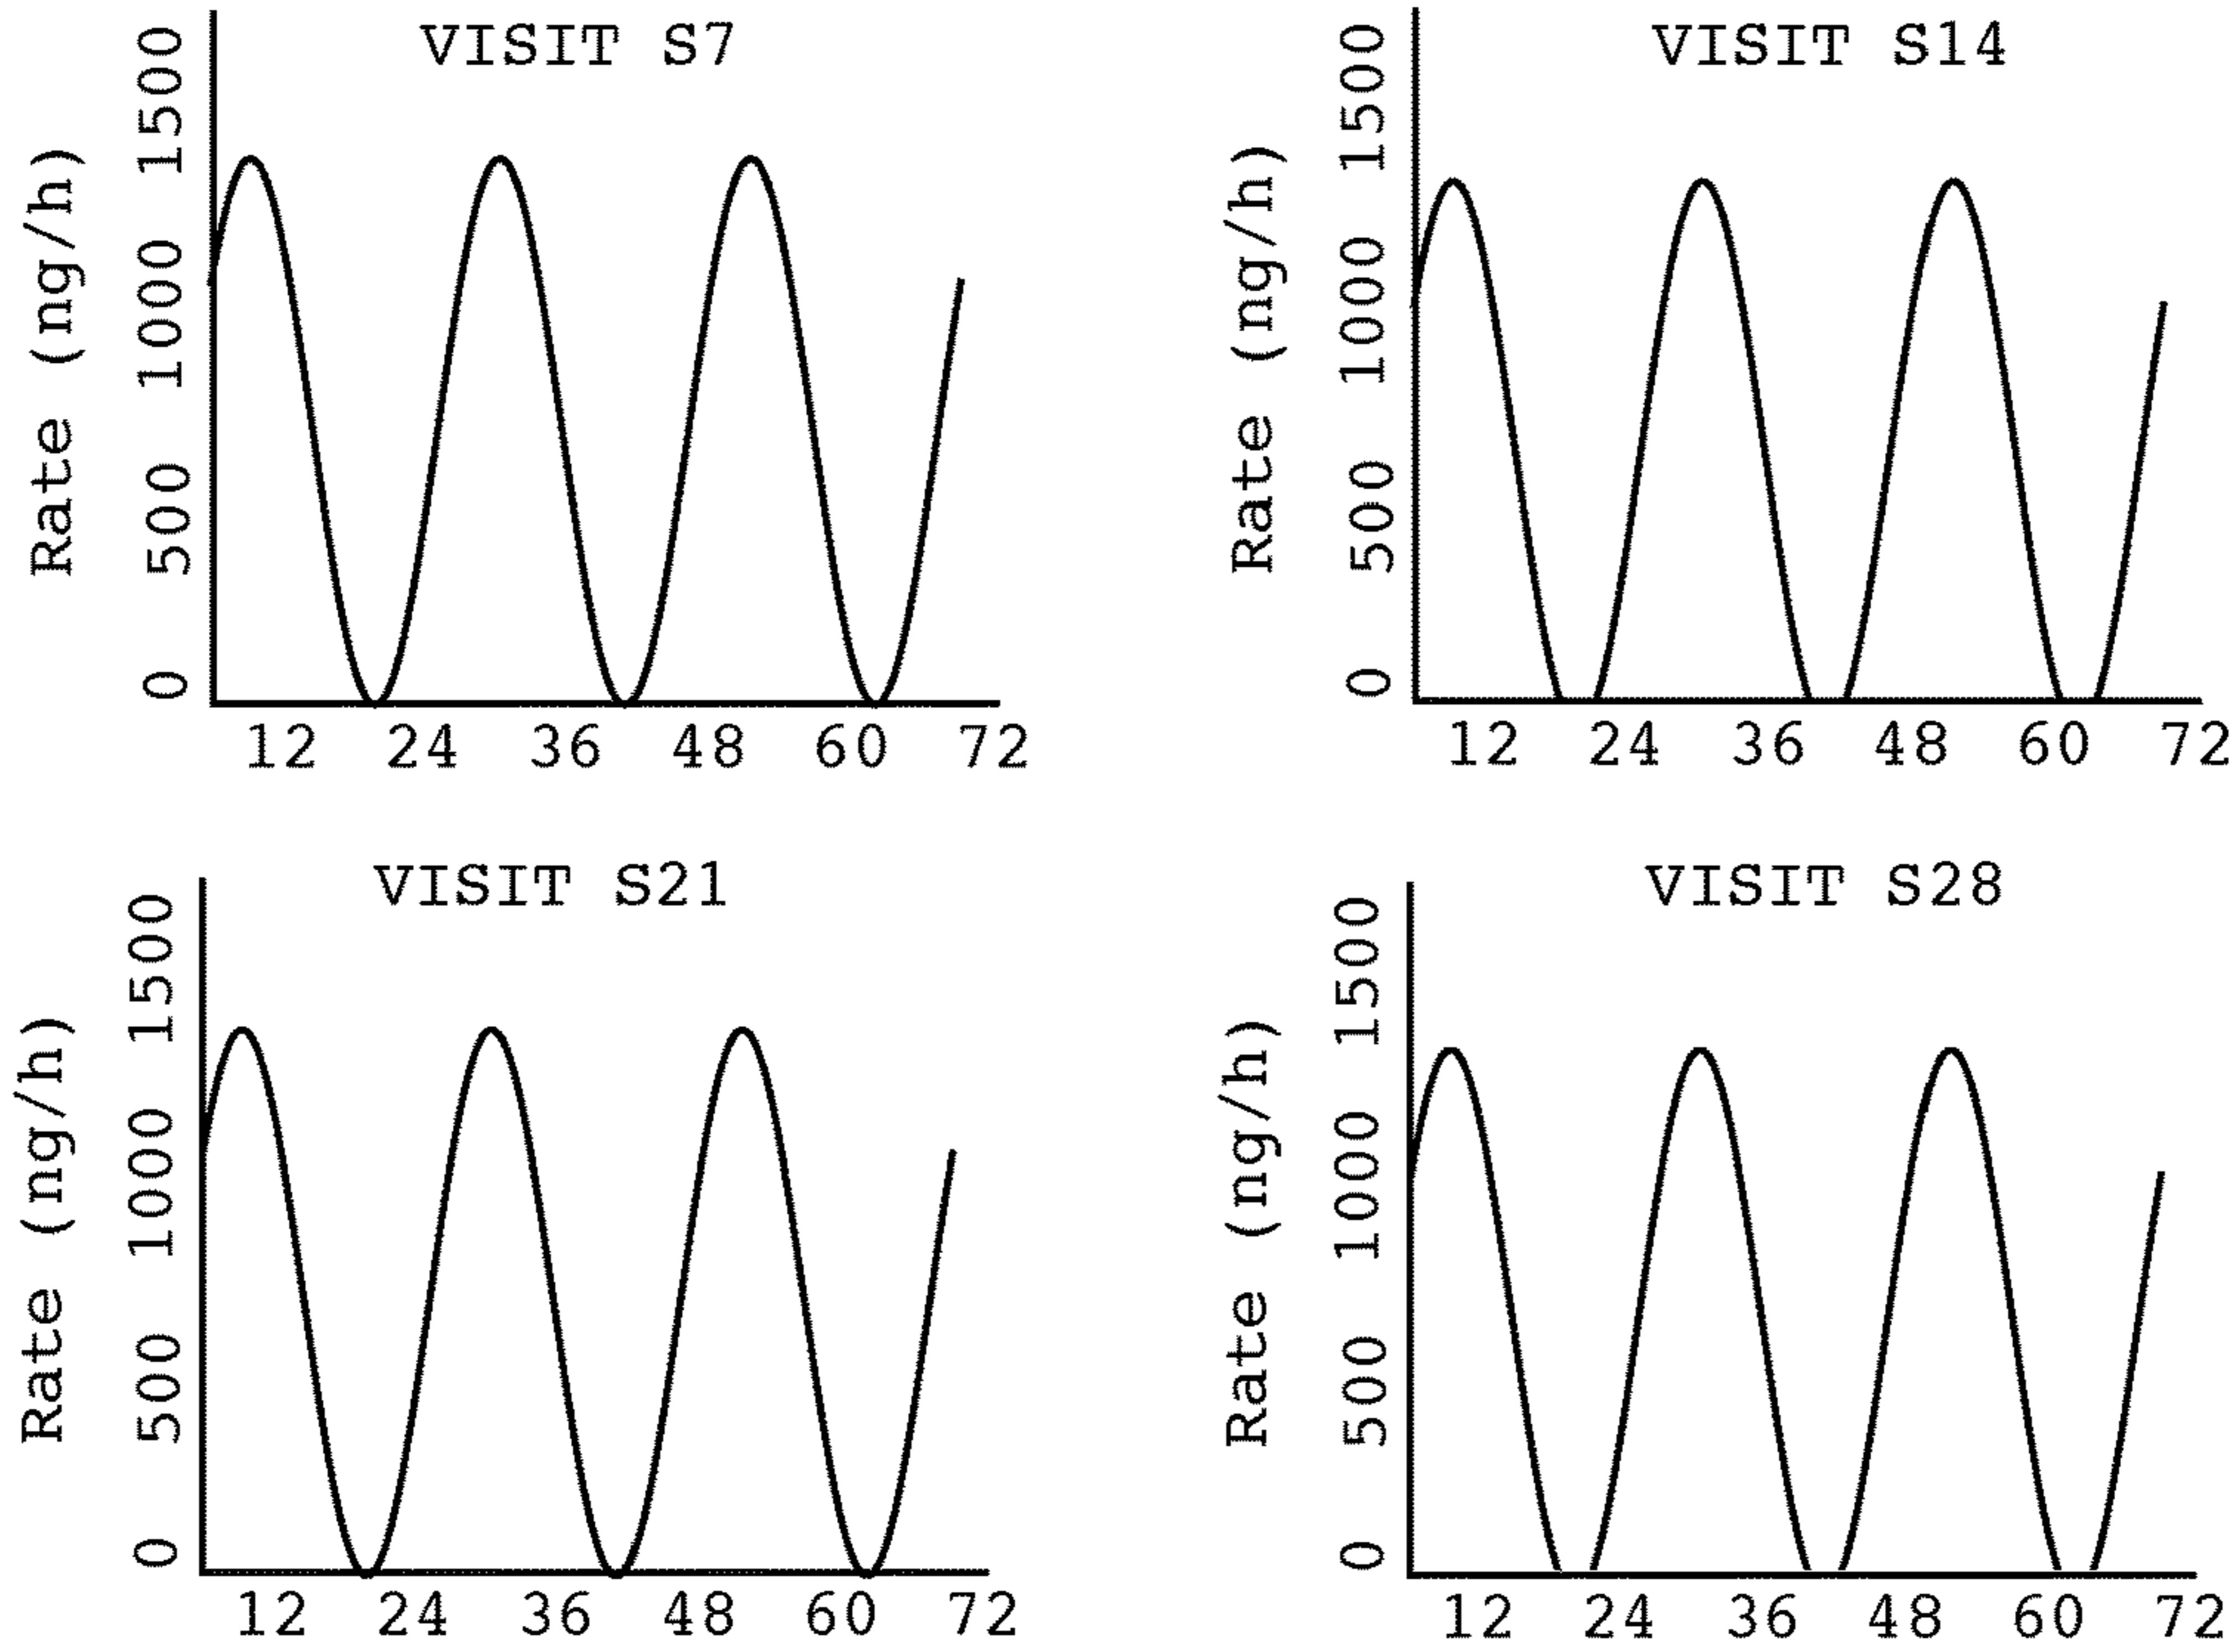 VISIT S7
Rate (ng/h)
1500
1000
500
0
12 24 36 48 60 72
VISIT S14
Rate (ng/h)
1500
1000
500
0
12 24 36 48 60 72
VISIT S21
Rate (ng/h)
1500
1000
500
0
12 24 36 48 60 72
VISIT S28
Rate (ng/h)
1500
1000
500
0
12 24 36 48 60 72